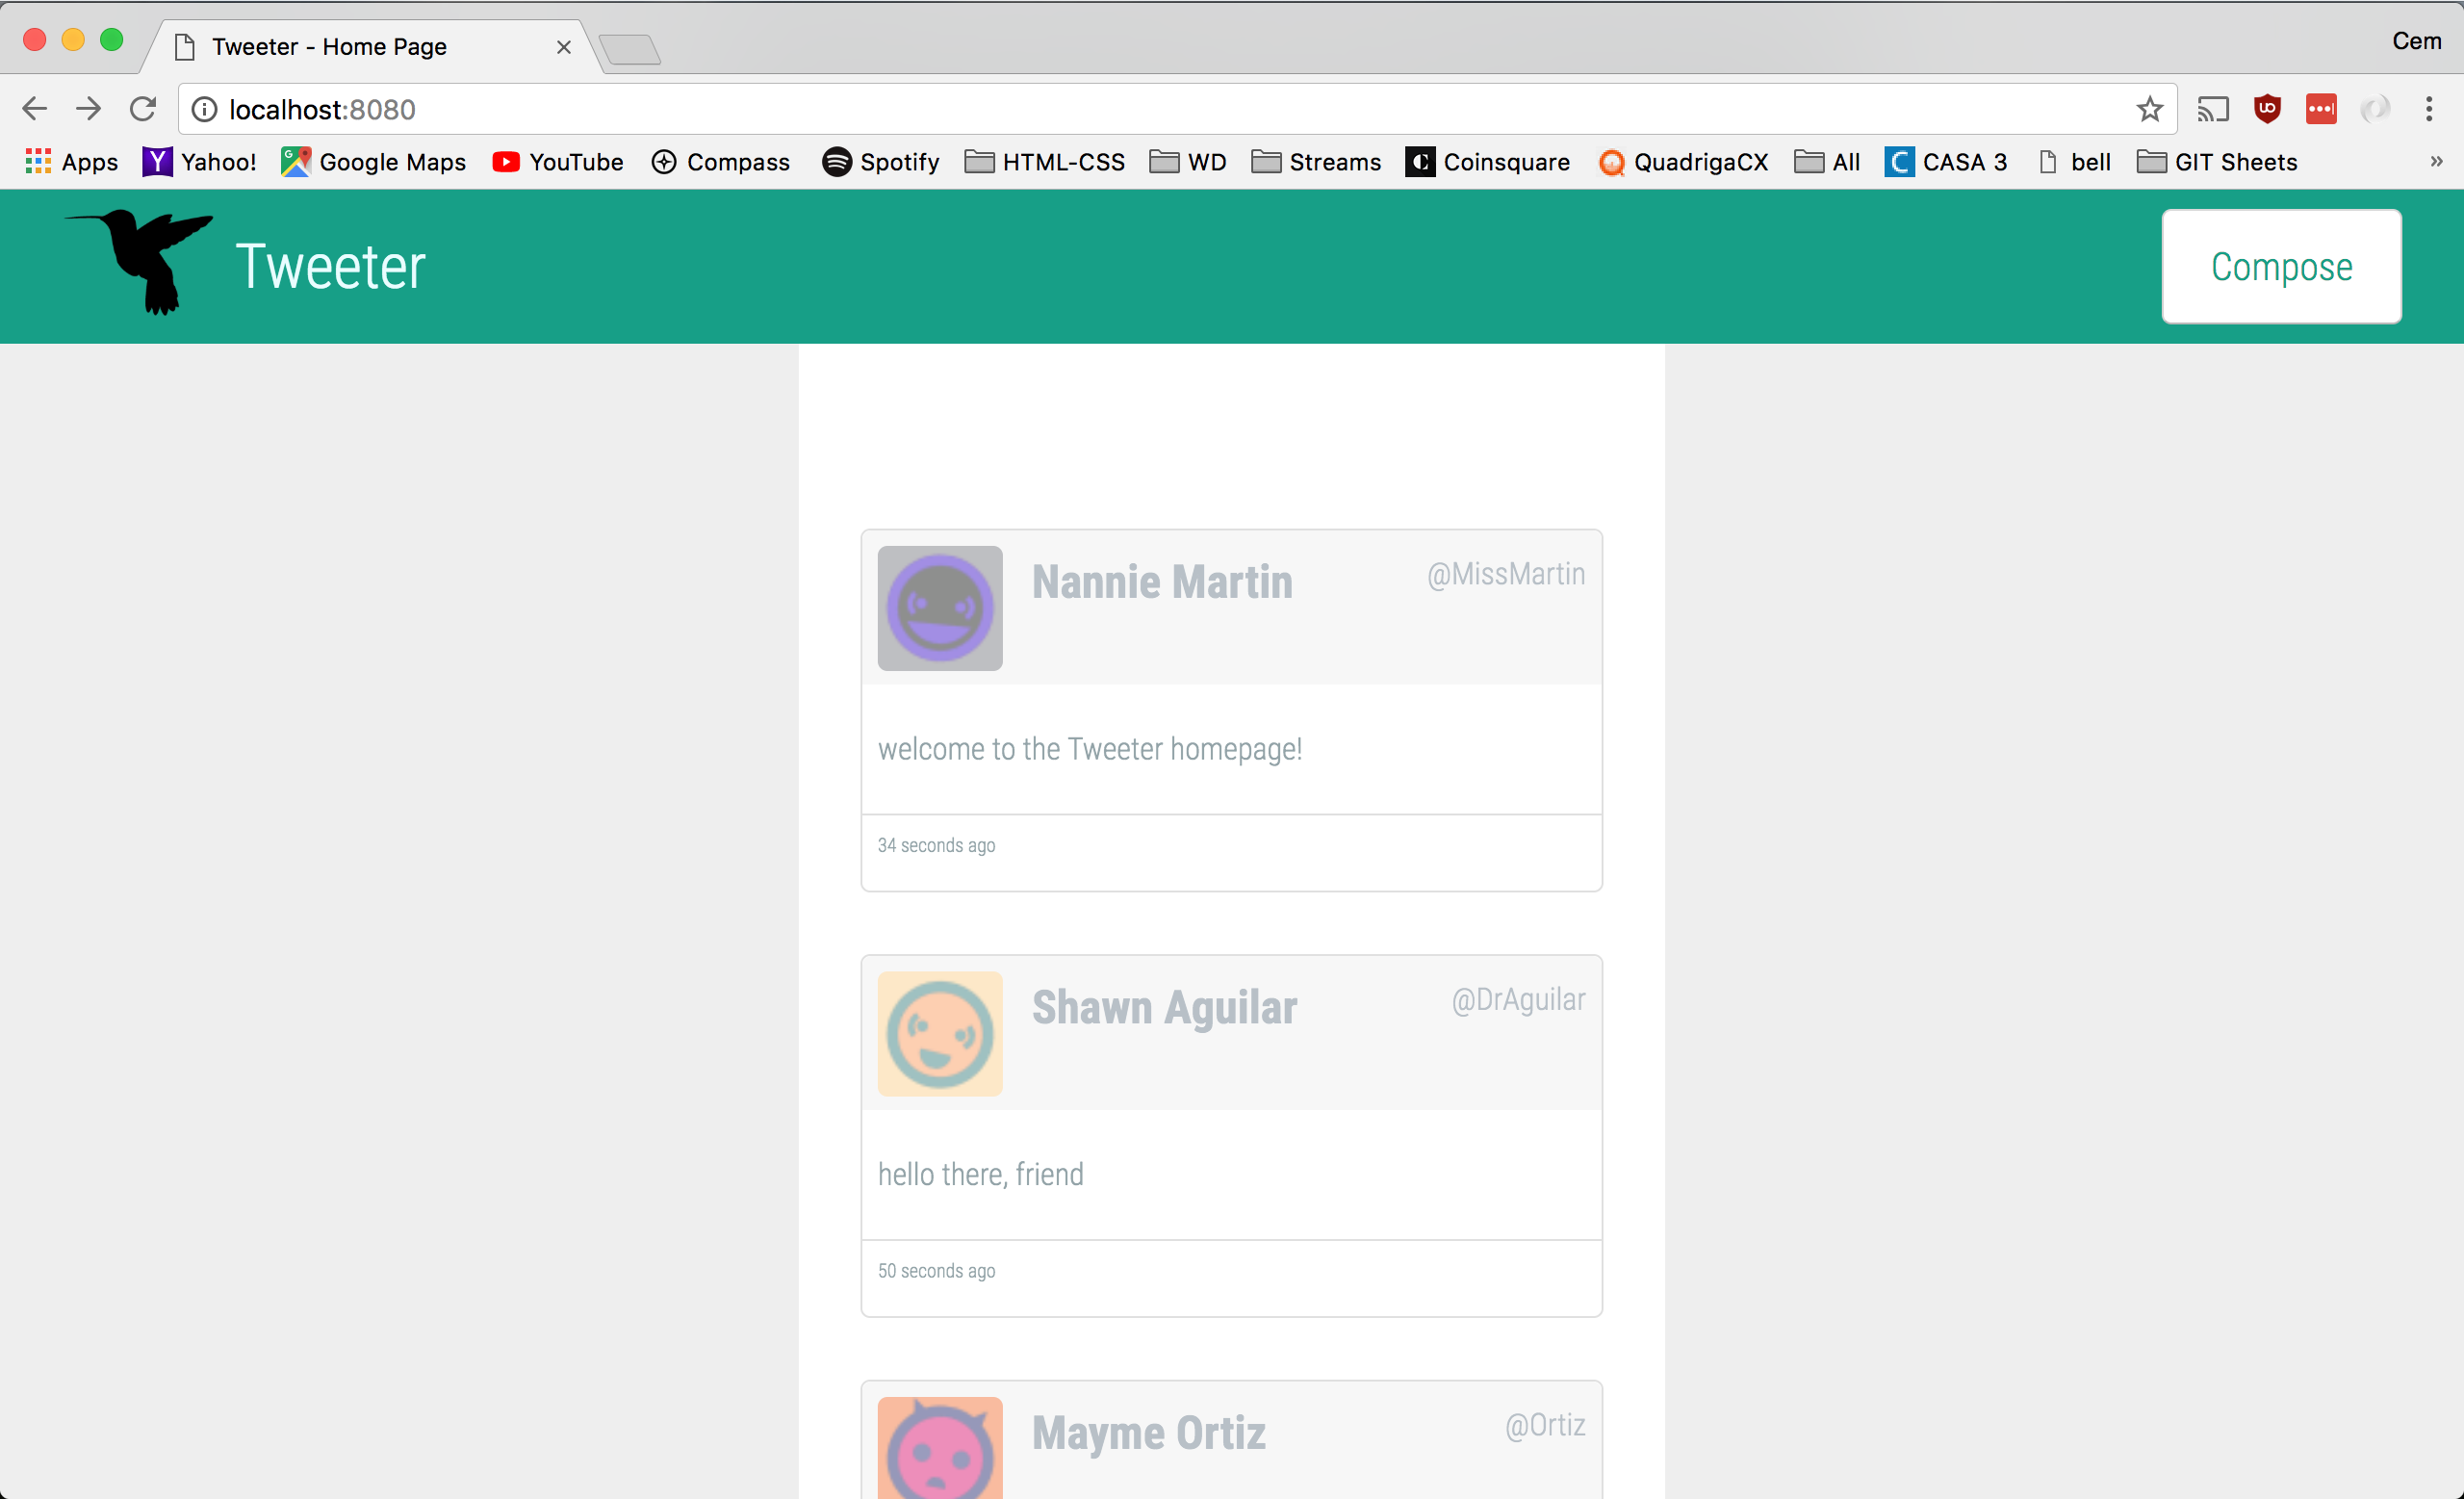 Tweeter - Home Page
Cem
localhost:8080
Apps Yahoo! Google Maps YouTube Compass Spotify HTML-CSS WD Streams Coinsquare QuadrigaCX All CASA 3 bell GIT Sheets »
Tweeter
Compose
Nannie Martin @MissMartin
welcome to the Tweeter homepage!
34 seconds ago
Shawn Aguilar @DrAguilar
hello there, friend
50 seconds ago
Mayme Ortiz @Ortiz